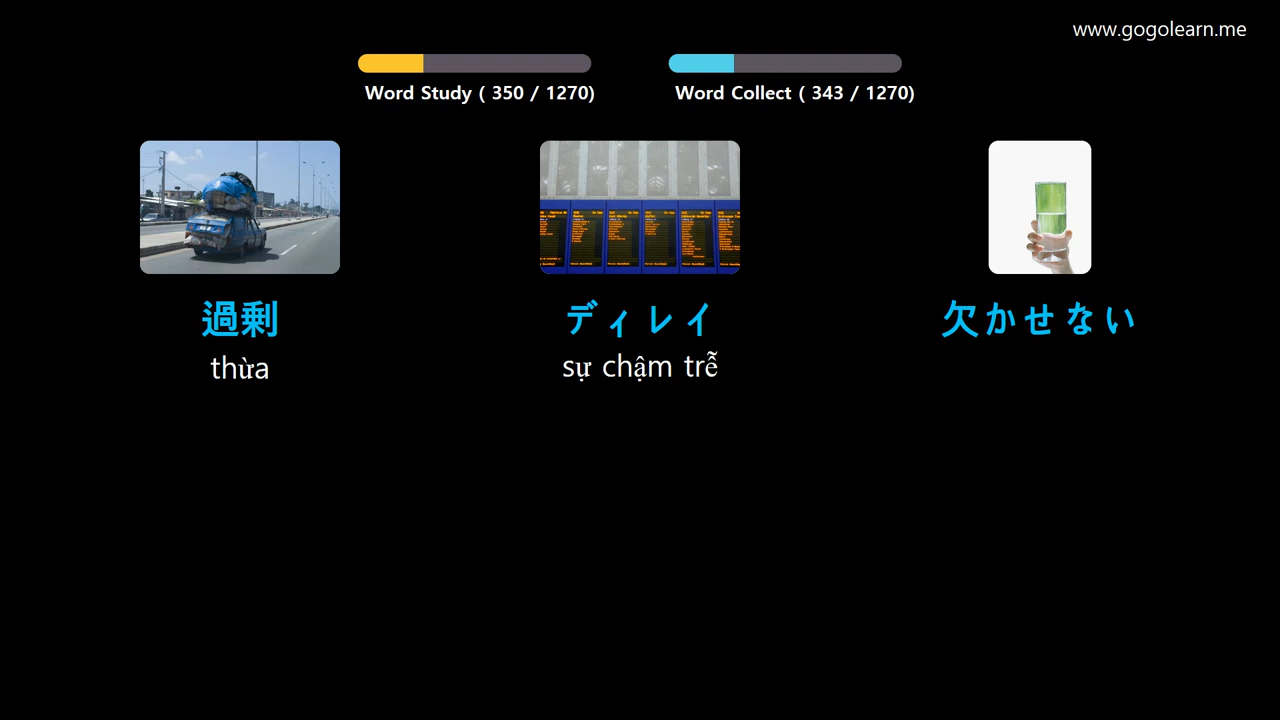 www.gogolearn.me
Word Study ( 350 / 1270)
Word Collect ( 343 / 1270)
過剰
ディレイ
欠かせない
thừa
sự chậm trễ